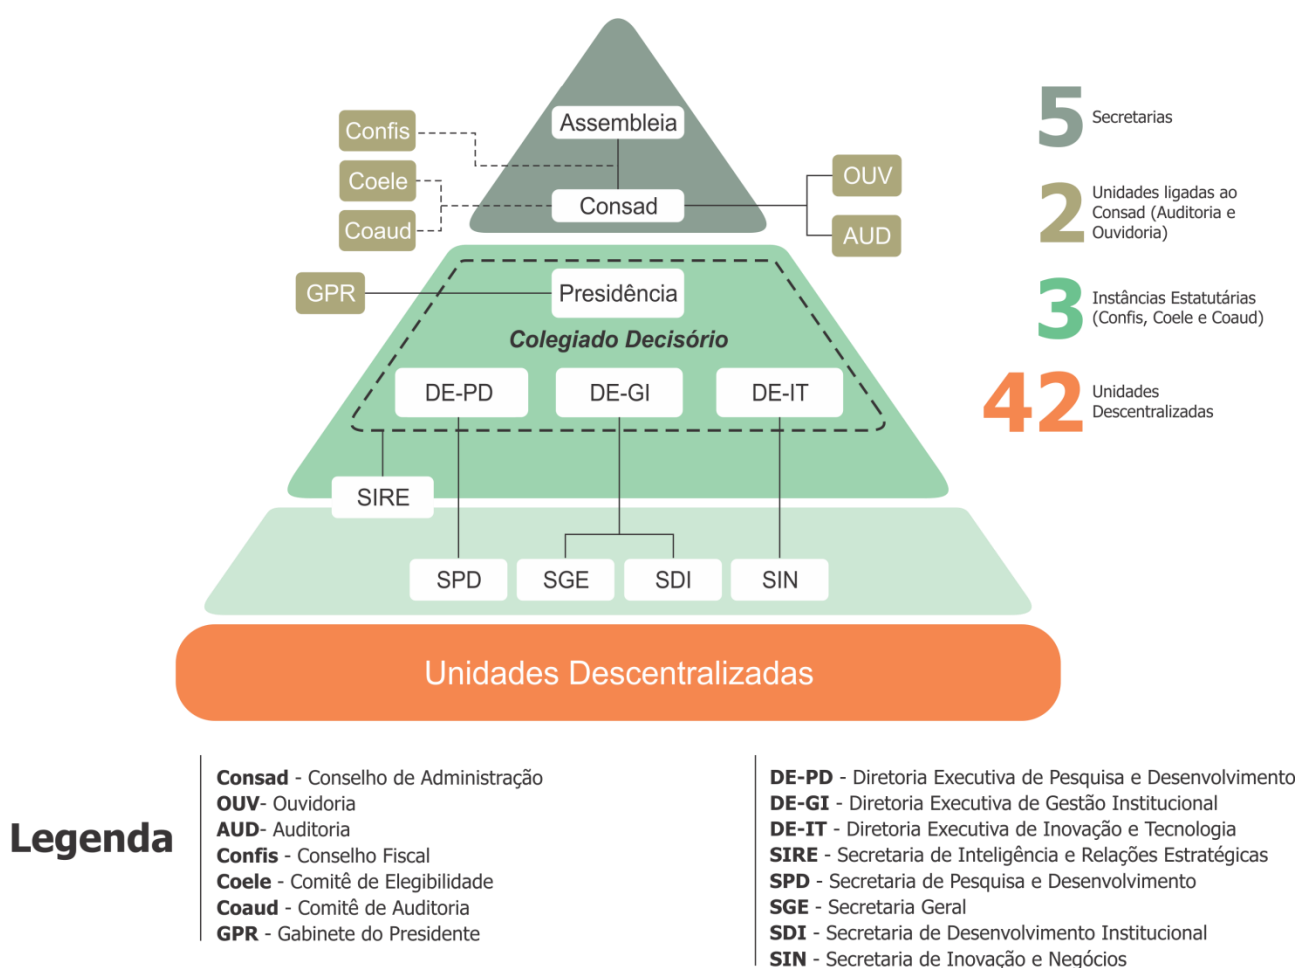 Assembleia
Confis
Coele
Coaud
Consad
OUV
AUD
GPR
Presidência
Colegiado Decisório
DE-PD
DE-GI
DE-IT
SIRE
SPD
SGE
SDI
SIN
Unidades Descentralizadas
5
Secretarias
2
Unidades ligadas ao
Consad (Auditoria e
Ouvidoria)
3
Instâncias Estatutárias
(Confis, Coele e Coaud)
42
Unidades
Descentralizadas
Legenda
Consad - Conselho de Administração
OUV- Ouvidoria
AUD- Auditoria
Confis - Conselho Fiscal
Coele - Comitê de Elegibilidade
Coaud - Comitê de Auditoria
GPR - Gabinete do Presidente
DE-PD - Diretoria Executiva de Pesquisa e Desenvolvimento
DE-GI - Diretoria Executiva de Gestão Institucional
DE-IT - Diretoria Executiva de Inovação e Tecnologia
SIRE - Secretaria de Inteligência e Relações Estratégicas
SPD - Secretaria de Pesquisa e Desenvolvimento
SGE - Secretaria Geral
SDI - Secretaria de Desenvolvimento Institucional
SIN - Secretaria de Inovação e Negócios